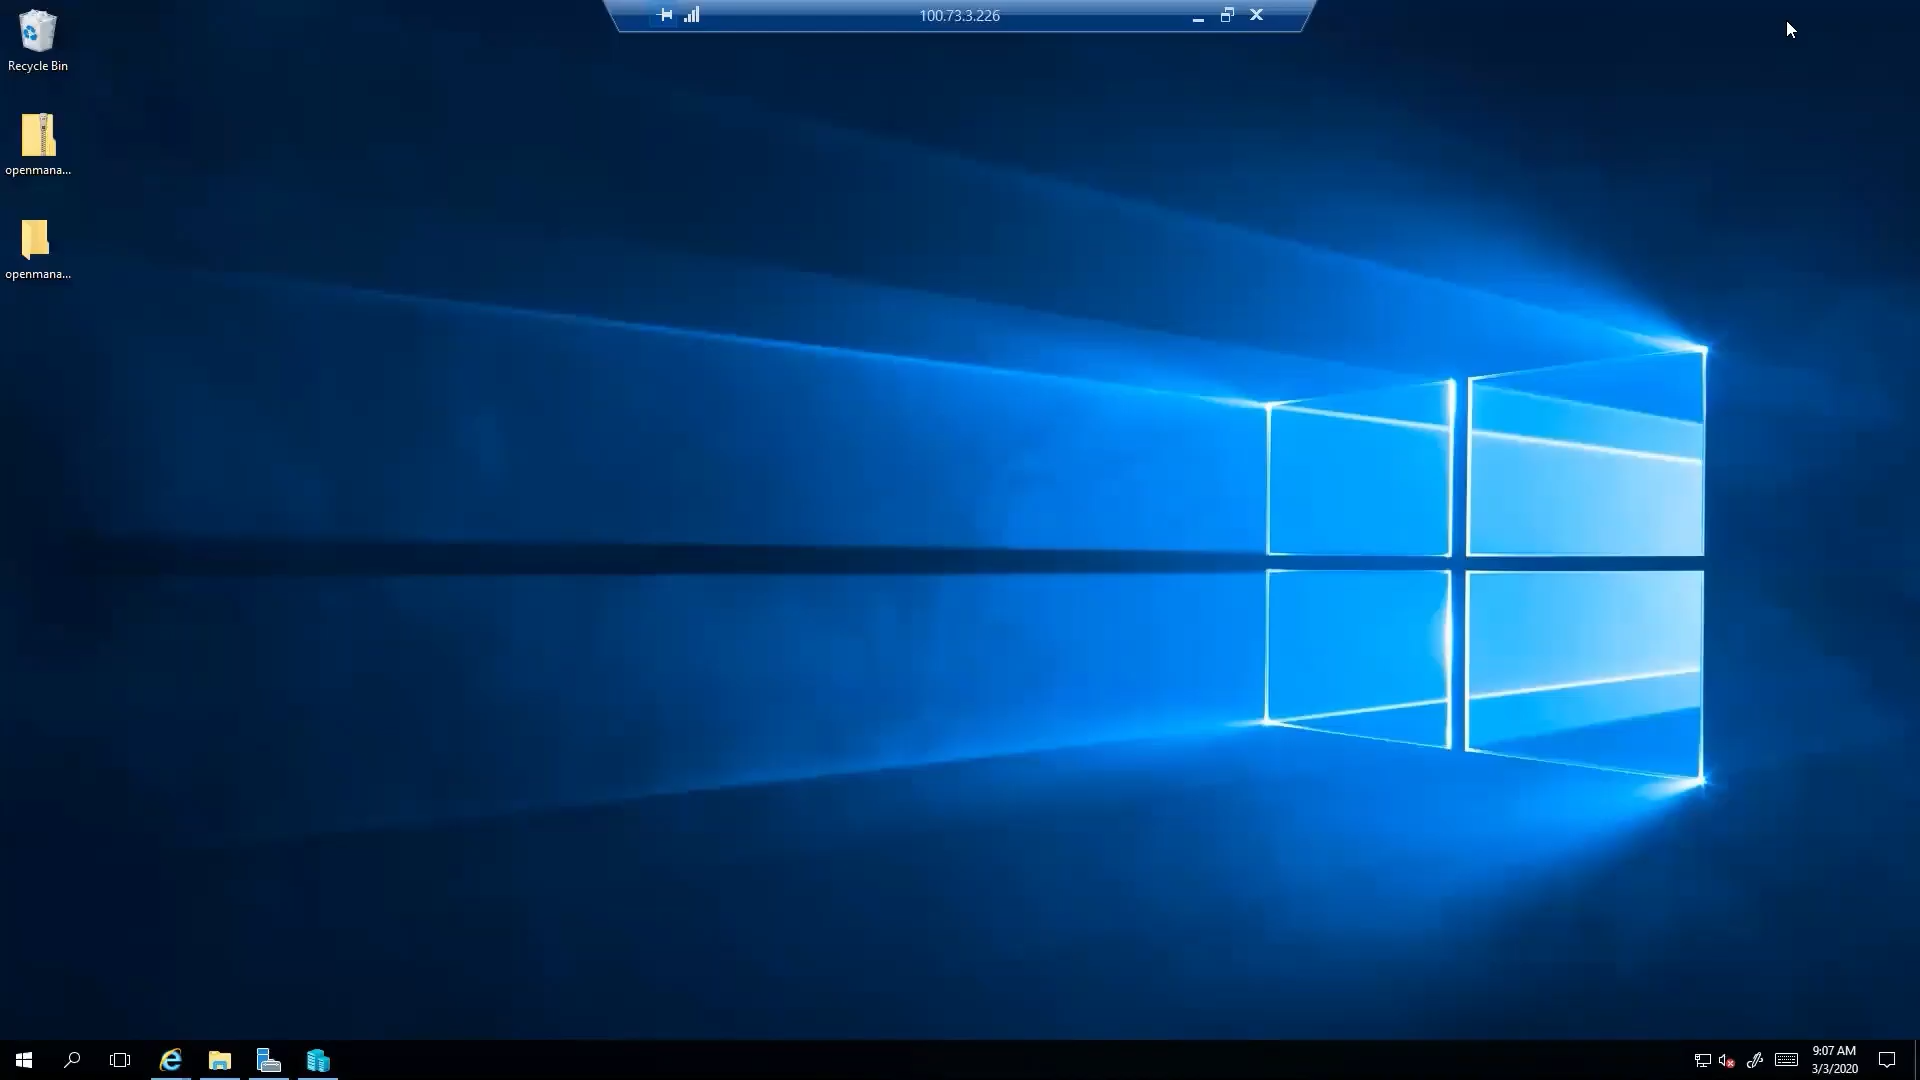 100.73.3.226
Recycle Bin
openmana...
openmana...
9:07 AM
3/3/2020